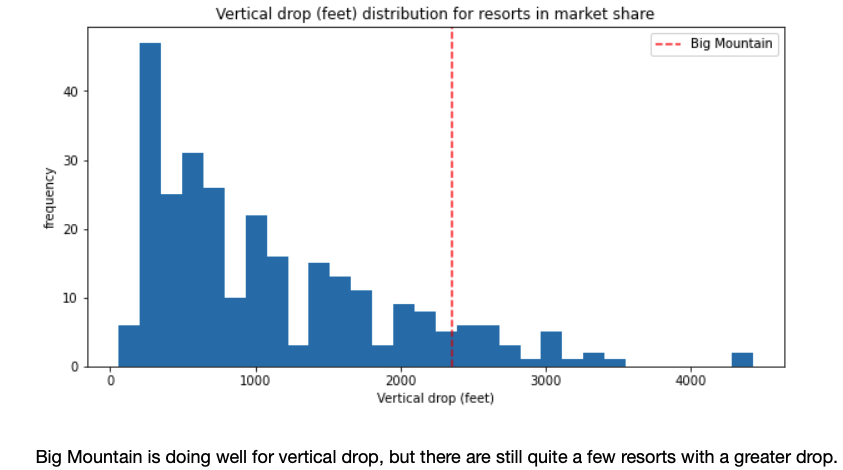 Vertical drop (feet) distribution for resorts in market share
Big Mountain
frequency
40
30
20
10
0
0 1000 2000 3000 4000
Vertical drop (feet)
Big Mountain is doing well for vertical drop, but there are still quite a few resorts with a greater drop.